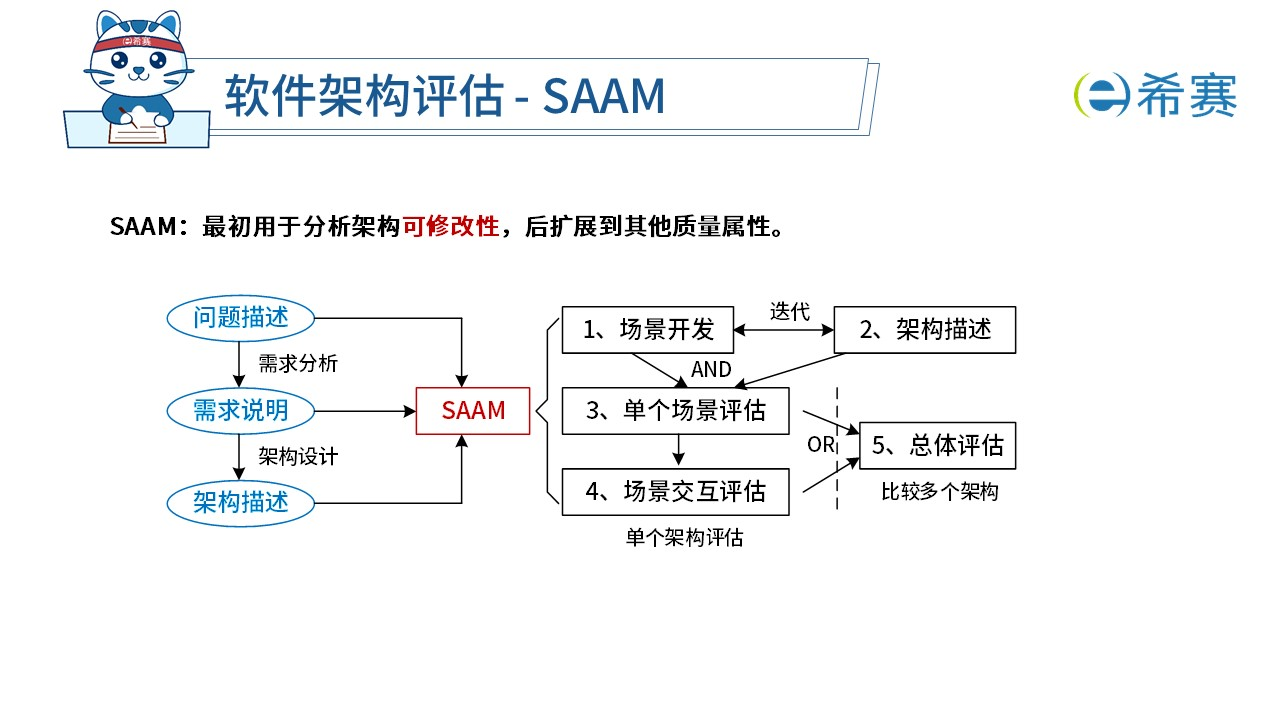 希赛
软件架构评估 - SAAM
希赛
SAAM：最初用于分析架构可修改性，后扩展到其他质量属性。
问题描述
需求分析
需求说明
架构设计
架构描述
SAAM
1、场景开发
迭代
2、架构描述
AND
3、单个场景评估
OR
4、场景交互评估
5、总体评估
单个架构评估
比较多个架构